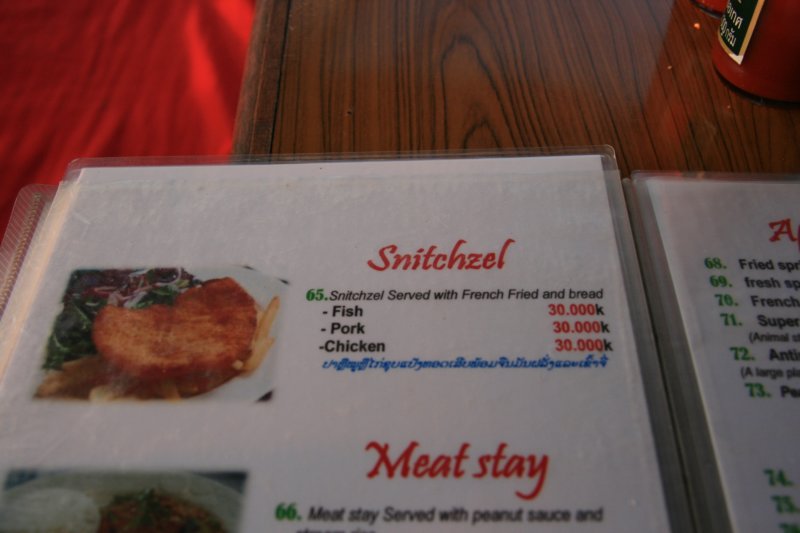 Snitchzel
65.Snitchzel Served with French Fried and bread
- Fish 30.000k
- Pork 30.000k
-Chicken 30.000k
Meat stay
66. Meat stay Served with peanut sauce and
68. Fried spr
69. fresh sp
70. French
71. Super
(Animal s
72. Anti
(A large pla
73. Pe
74.
75.